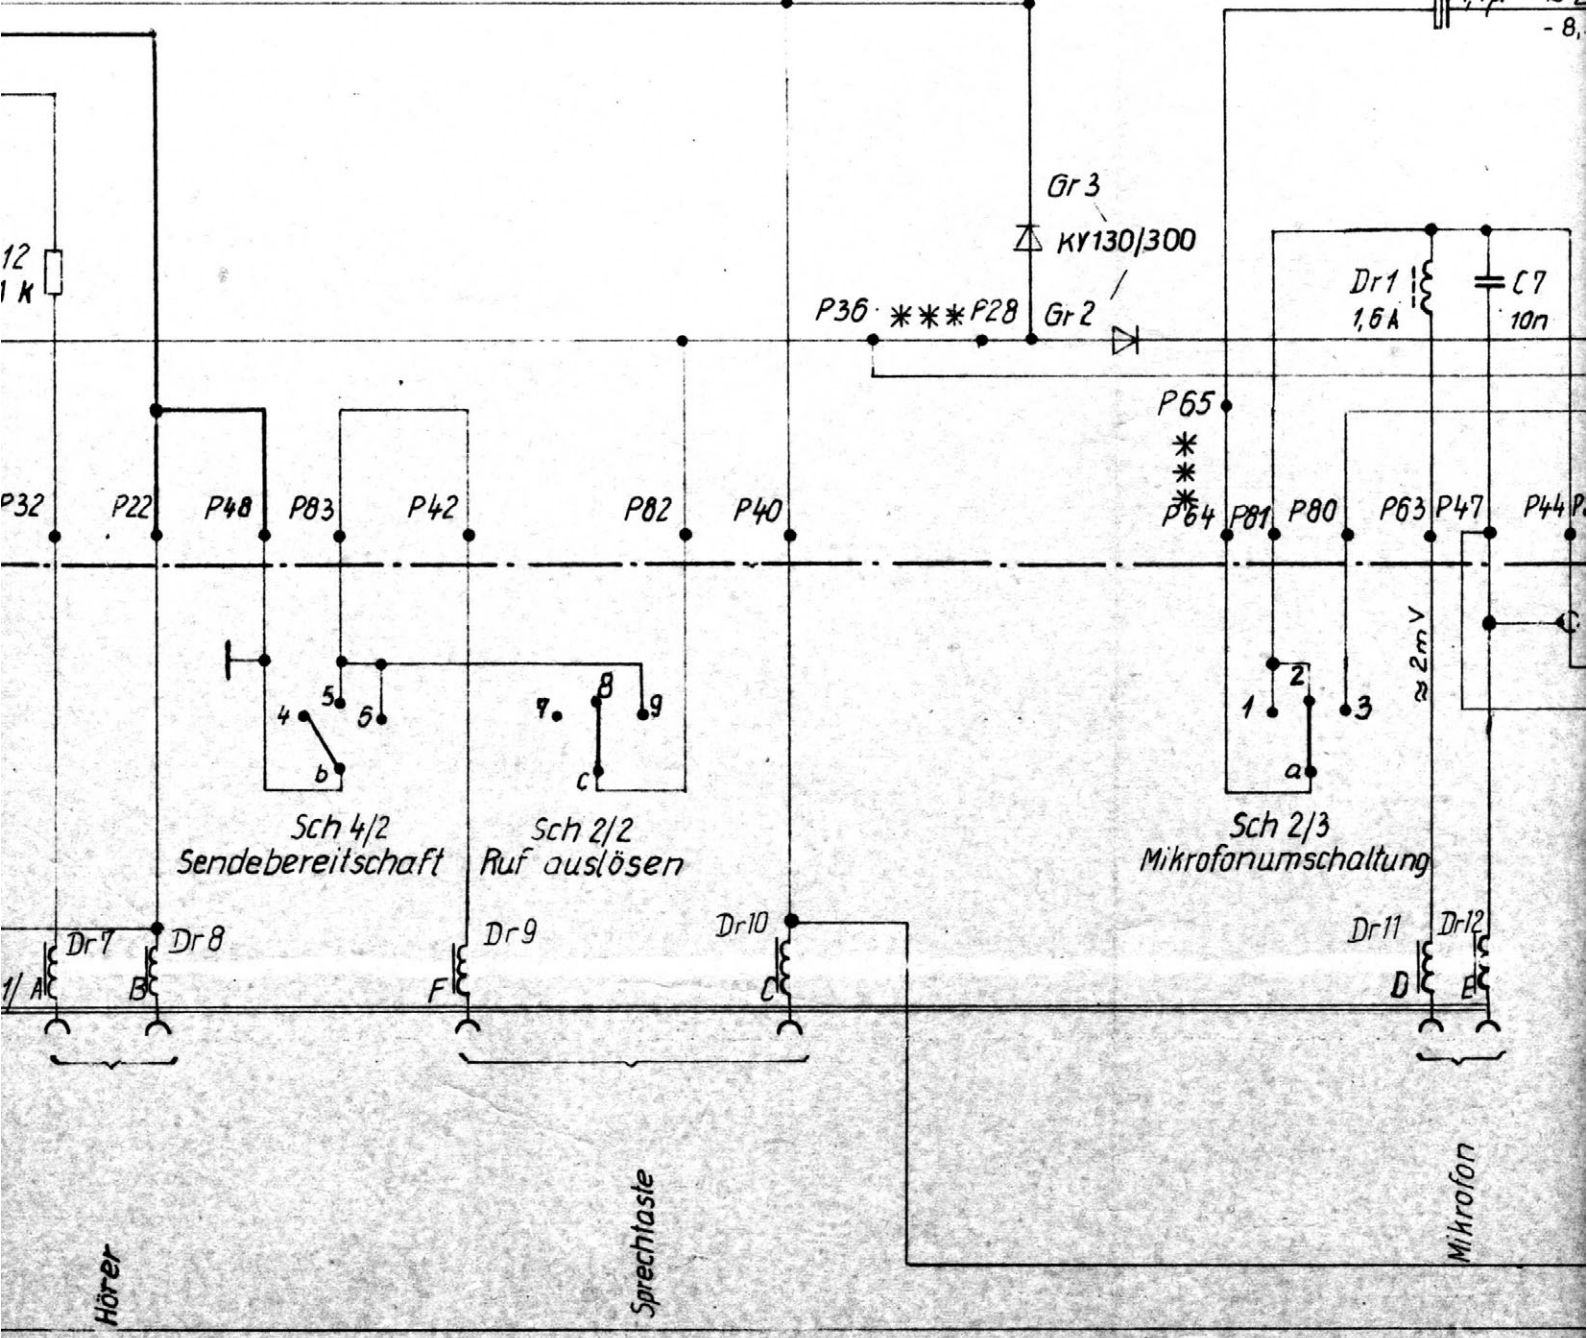 - 8,
Gr 3
KY130/300
12
1 K
Dr1
1,6 A
C7
10n
P36 *** P28 Gr 2
P65
***
P32 P22 P48 P83 P42 P82 P40 P64 P81 P80 P63 P47 P44
≈ 2mV
5 8 2
4 6 7 9 1 3
b c a
Sch 4/2
Sendebereitschaft
Sch 2/2
Ruf auslösen
Sch 2/3
Mikrofonumschaltung
Dr7 Dr8 Dr9 Dr10 Dr11 Dr12
1/ A B F C D E
Hörer
Sprechtaste
Mikrofon